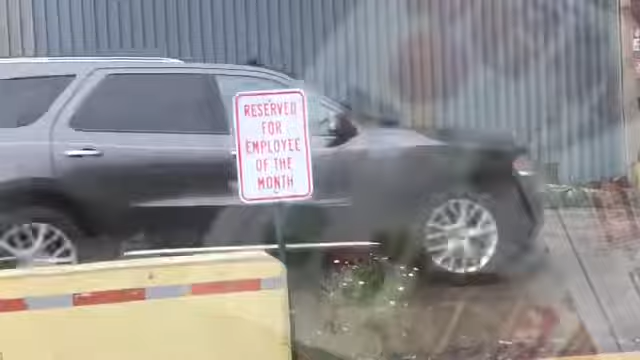 RESERVED
FOR
EMPLOYEE
OF THE
MONTH